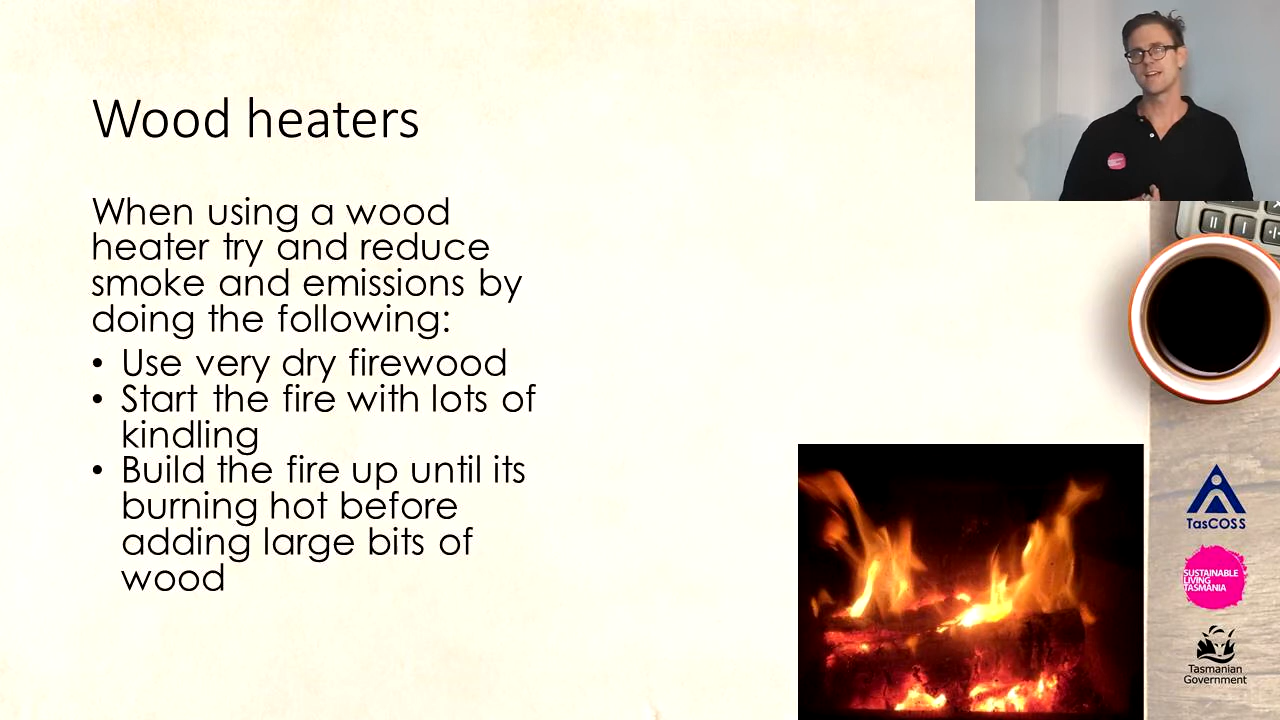 Wood heaters
When using a wood
heater try and reduce
smoke and emissions by
doing the following:
• Use very dry firewood
• Start the fire with lots of
kindling
• Build the fire up until its
burning hot before
adding large bits of
wood
TasCOSS
SUSTAINABLE
LIVING
TASMANIA
Tasmanian
Government